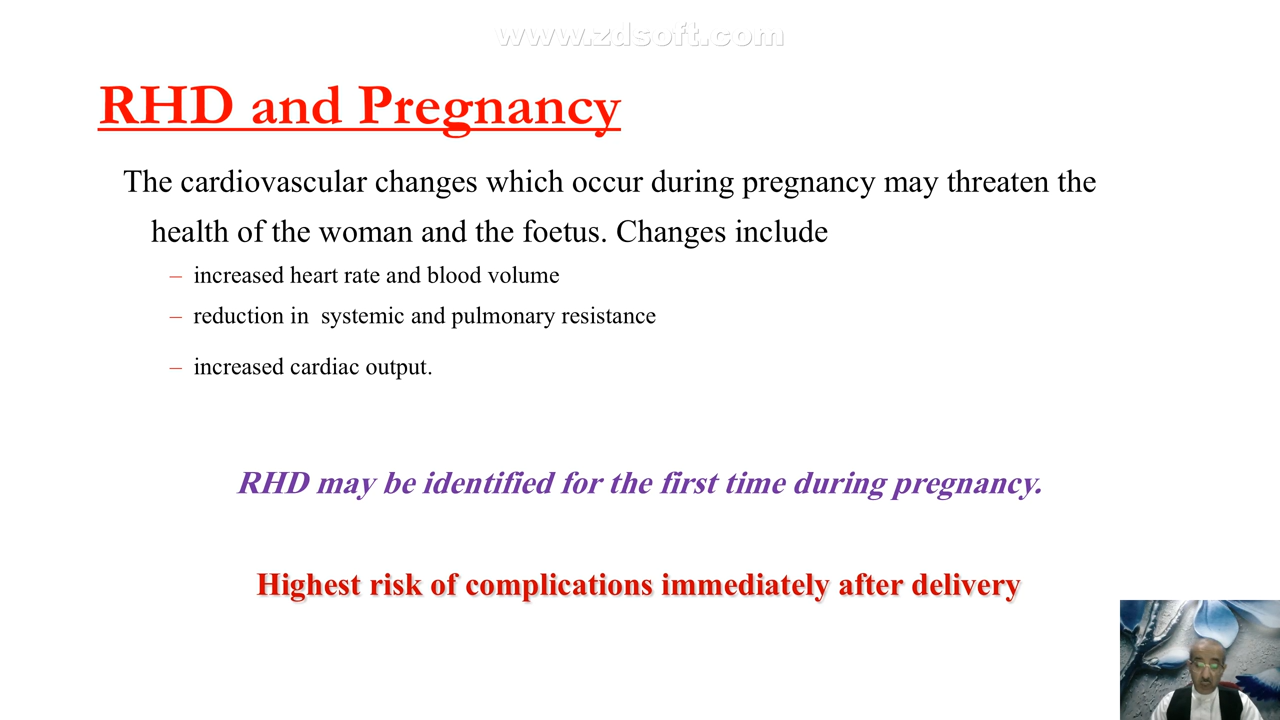 www.zdsoft.com
RHD and Pregnancy
The cardiovascular changes which occur during pregnancy may threaten the
health of the woman and the foetus. Changes include
– increased heart rate and blood volume
– reduction in  systemic and pulmonary resistance
– increased cardiac output.
RHD may be identified for the first time during pregnancy.
Highest risk of complications immediately after delivery